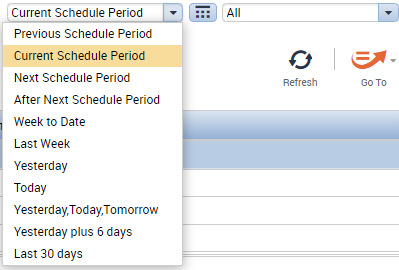 Current Schedule Period All
Previous Schedule Period
Current Schedule Period
Next Schedule Period
After Next Schedule Period
Week to Date
Last Week
Yesterday
Today
Yesterday,Today,Tomorrow
Yesterday plus 6 days
Last 30 days
Refresh Go To